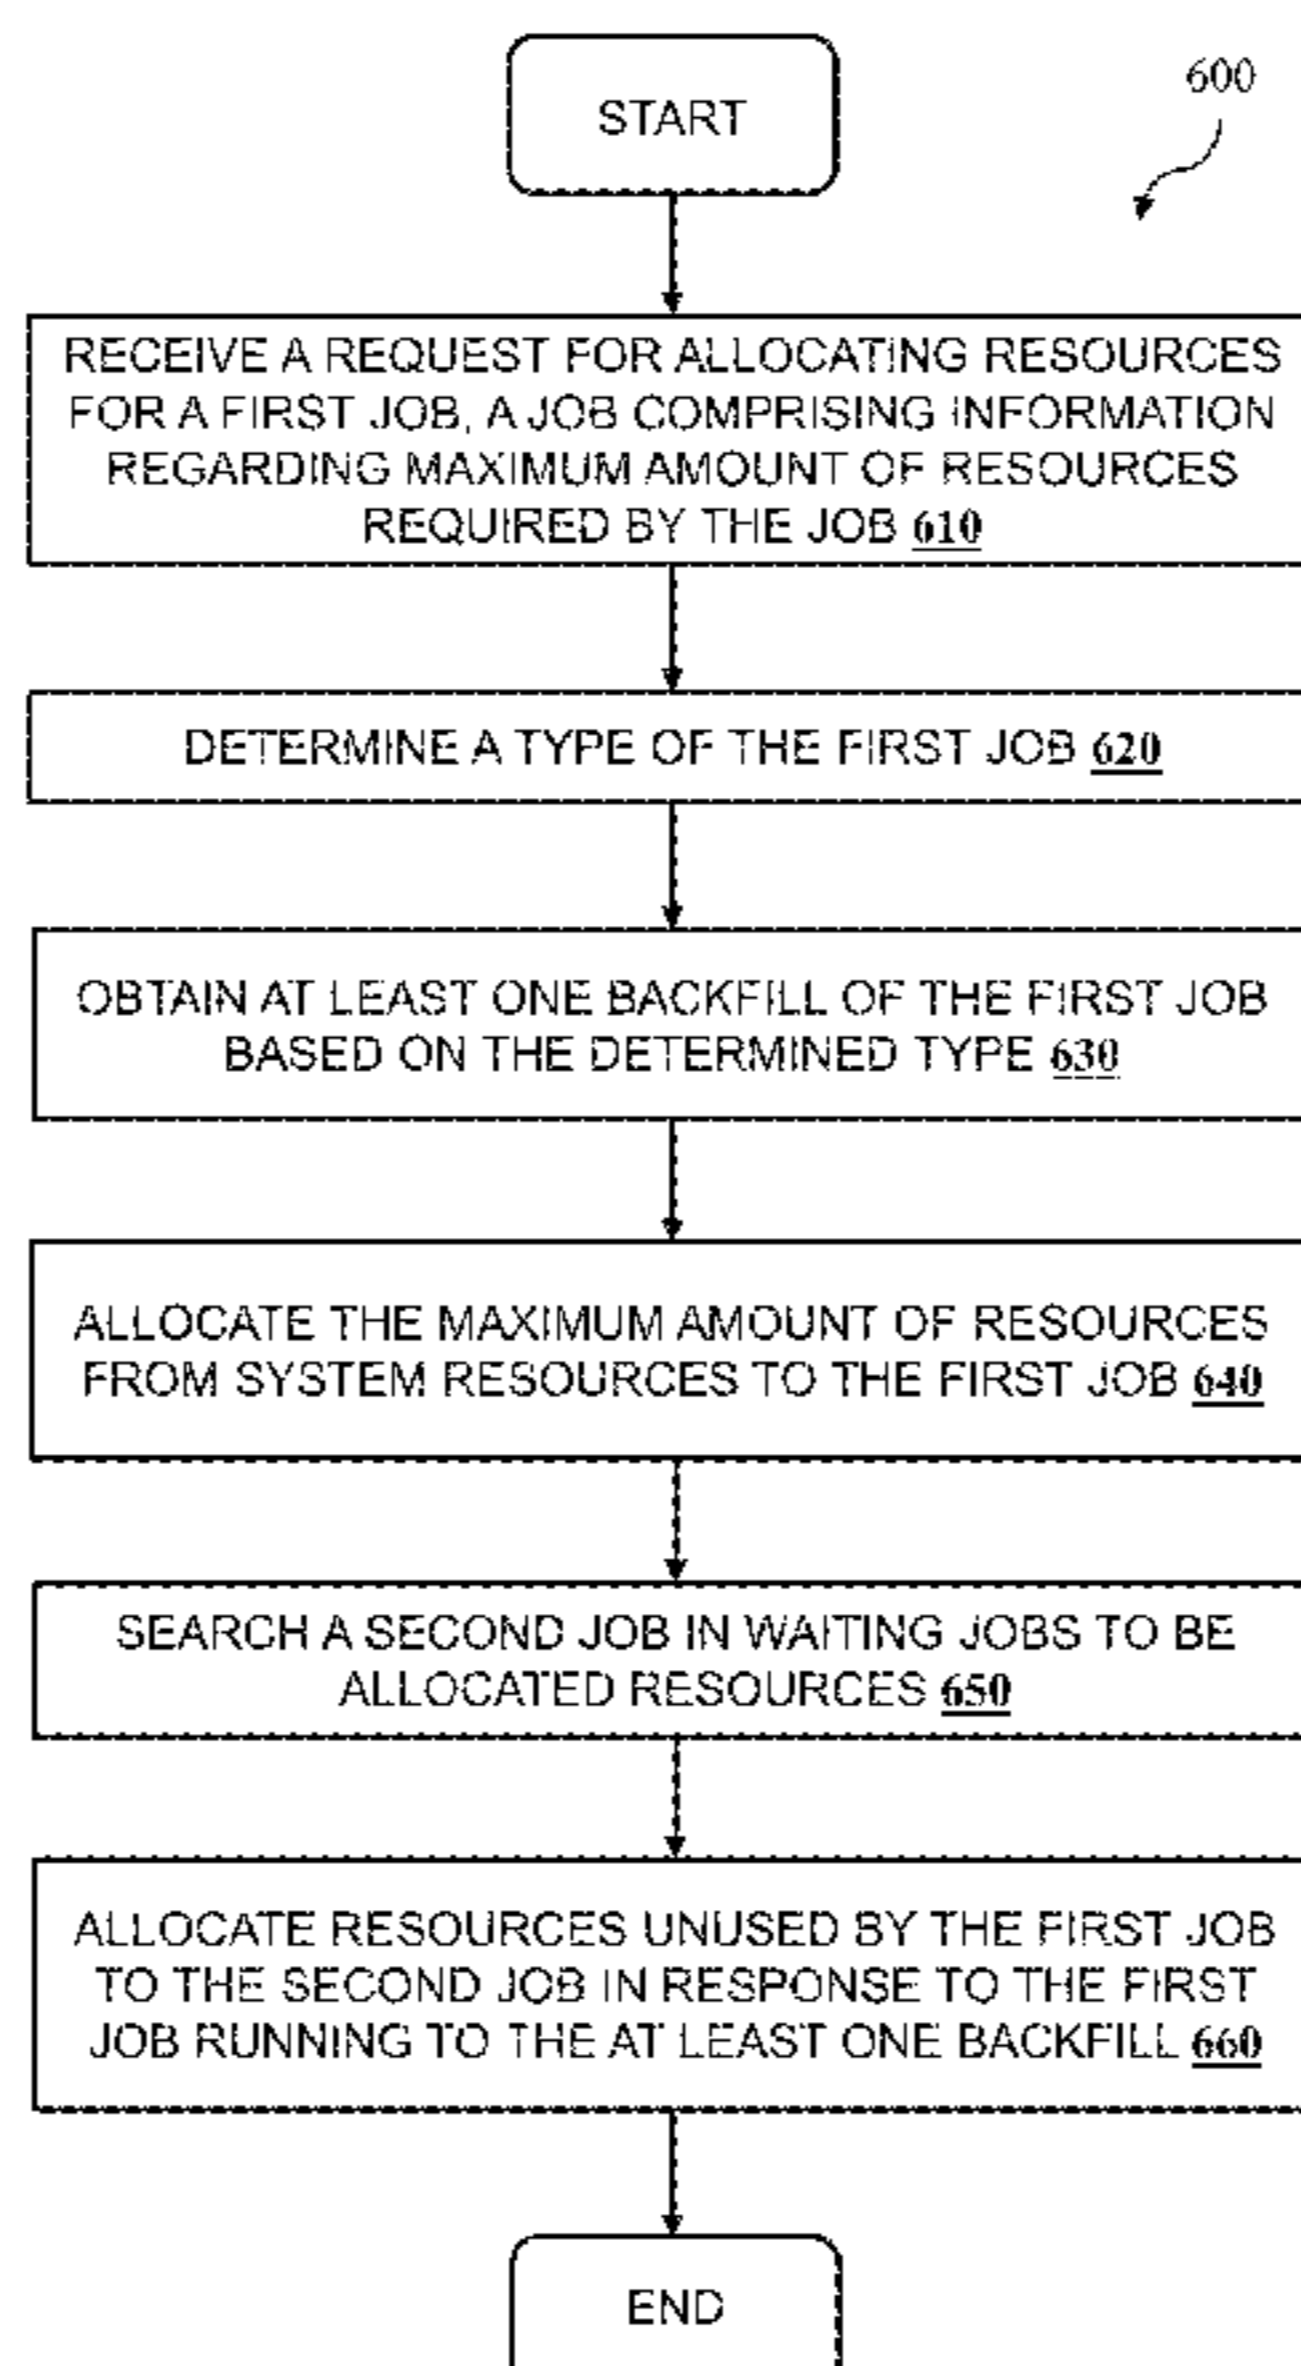 START
600
RECEIVE A REQUEST FOR ALLOCATING RESOURCES
FOR A FIRST JOB, A JOB COMPRISING INFORMATION
REGARDING MAXIMUM AMOUNT OF RESOURCES
REQUIRED BY THE JOB 610
DETERMINE A TYPE OF THE FIRST JOB 620
OBTAIN AT LEAST ONE BACKFILL OF THE FIRST JOB
BASED ON THE DETERMINED TYPE 630
ALLOCATE THE MAXIMUM AMOUNT OF RESOURCES
FROM SYSTEM RESOURCES TO THE FIRST JOB 640
SEARCH A SECOND JOB IN WAITING JOBS TO BE
ALLOCATED RESOURCES 650
ALLOCATE RESOURCES UNUSED BY THE FIRST JOB
TO THE SECOND JOB IN RESPONSE TO THE FIRST
JOB RUNNING TO THE AT LEAST ONE BACKFILL 660
END